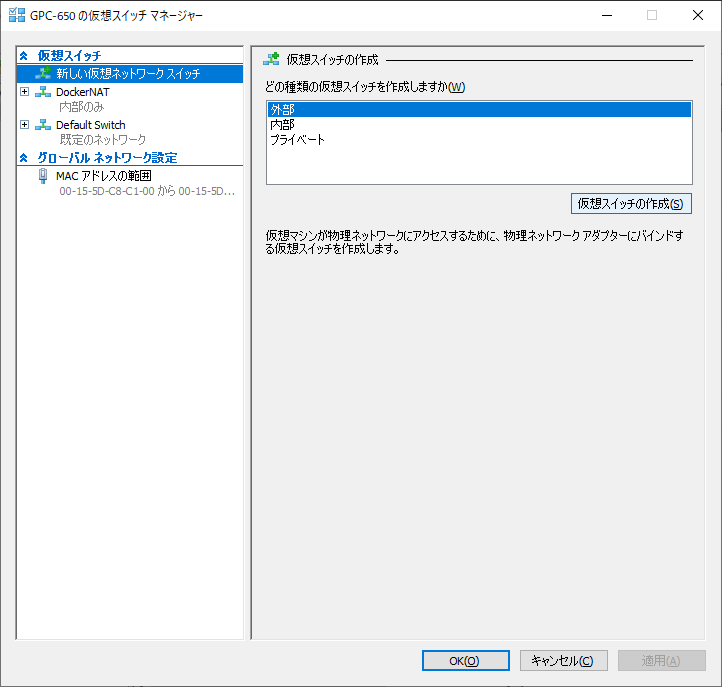 GPC-650 の仮想スイッチ マネージャー
仮想スイッチ
新しい仮想ネットワーク スイッチ
DockerNAT
内部のみ
Default Switch
既定のネットワーク
グローバル ネットワーク設定
MAC アドレスの範囲
00-15-5D-C8-C1-00 から 00-15-5D...
仮想スイッチの作成
どの種類の仮想スイッチを作成しますか(W)
外部
内部
プライベート
仮想スイッチの作成(S)
仮想マシンが物理ネットワークにアクセスするために、物理ネットワーク アダプターにバインドす
る仮想スイッチを作成します。
OK(O)
キャンセル(C)
適用(A)